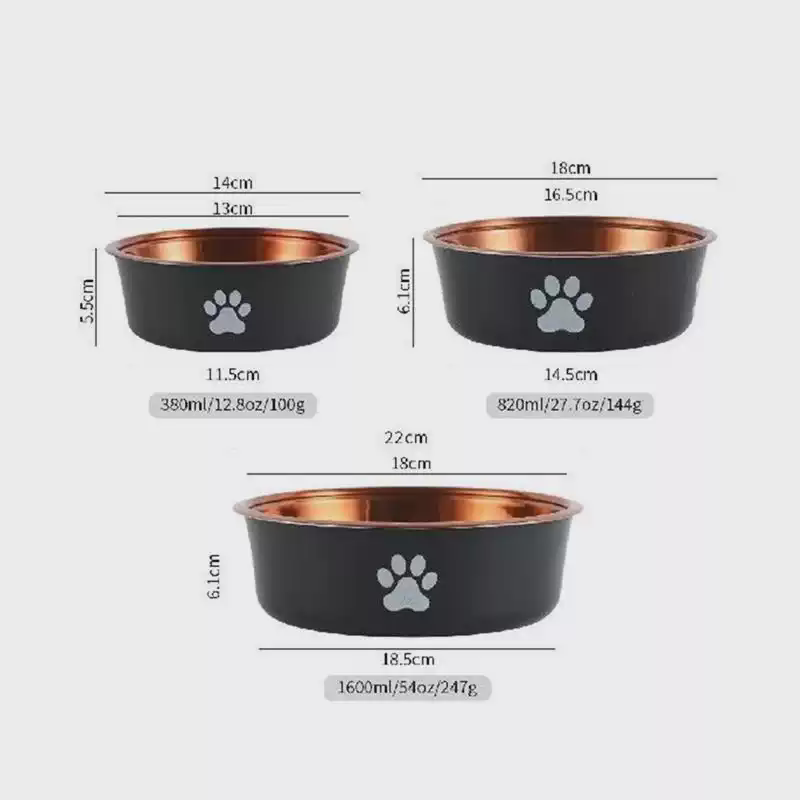 14cm
13cm
5.5cm
11.5cm
380ml/12.8oz/100g
18cm
16.5cm
6.1cm
14.5cm
820ml/27.7oz/144g
22cm
18cm
6.1cm
18.5cm
1600ml/54oz/247g